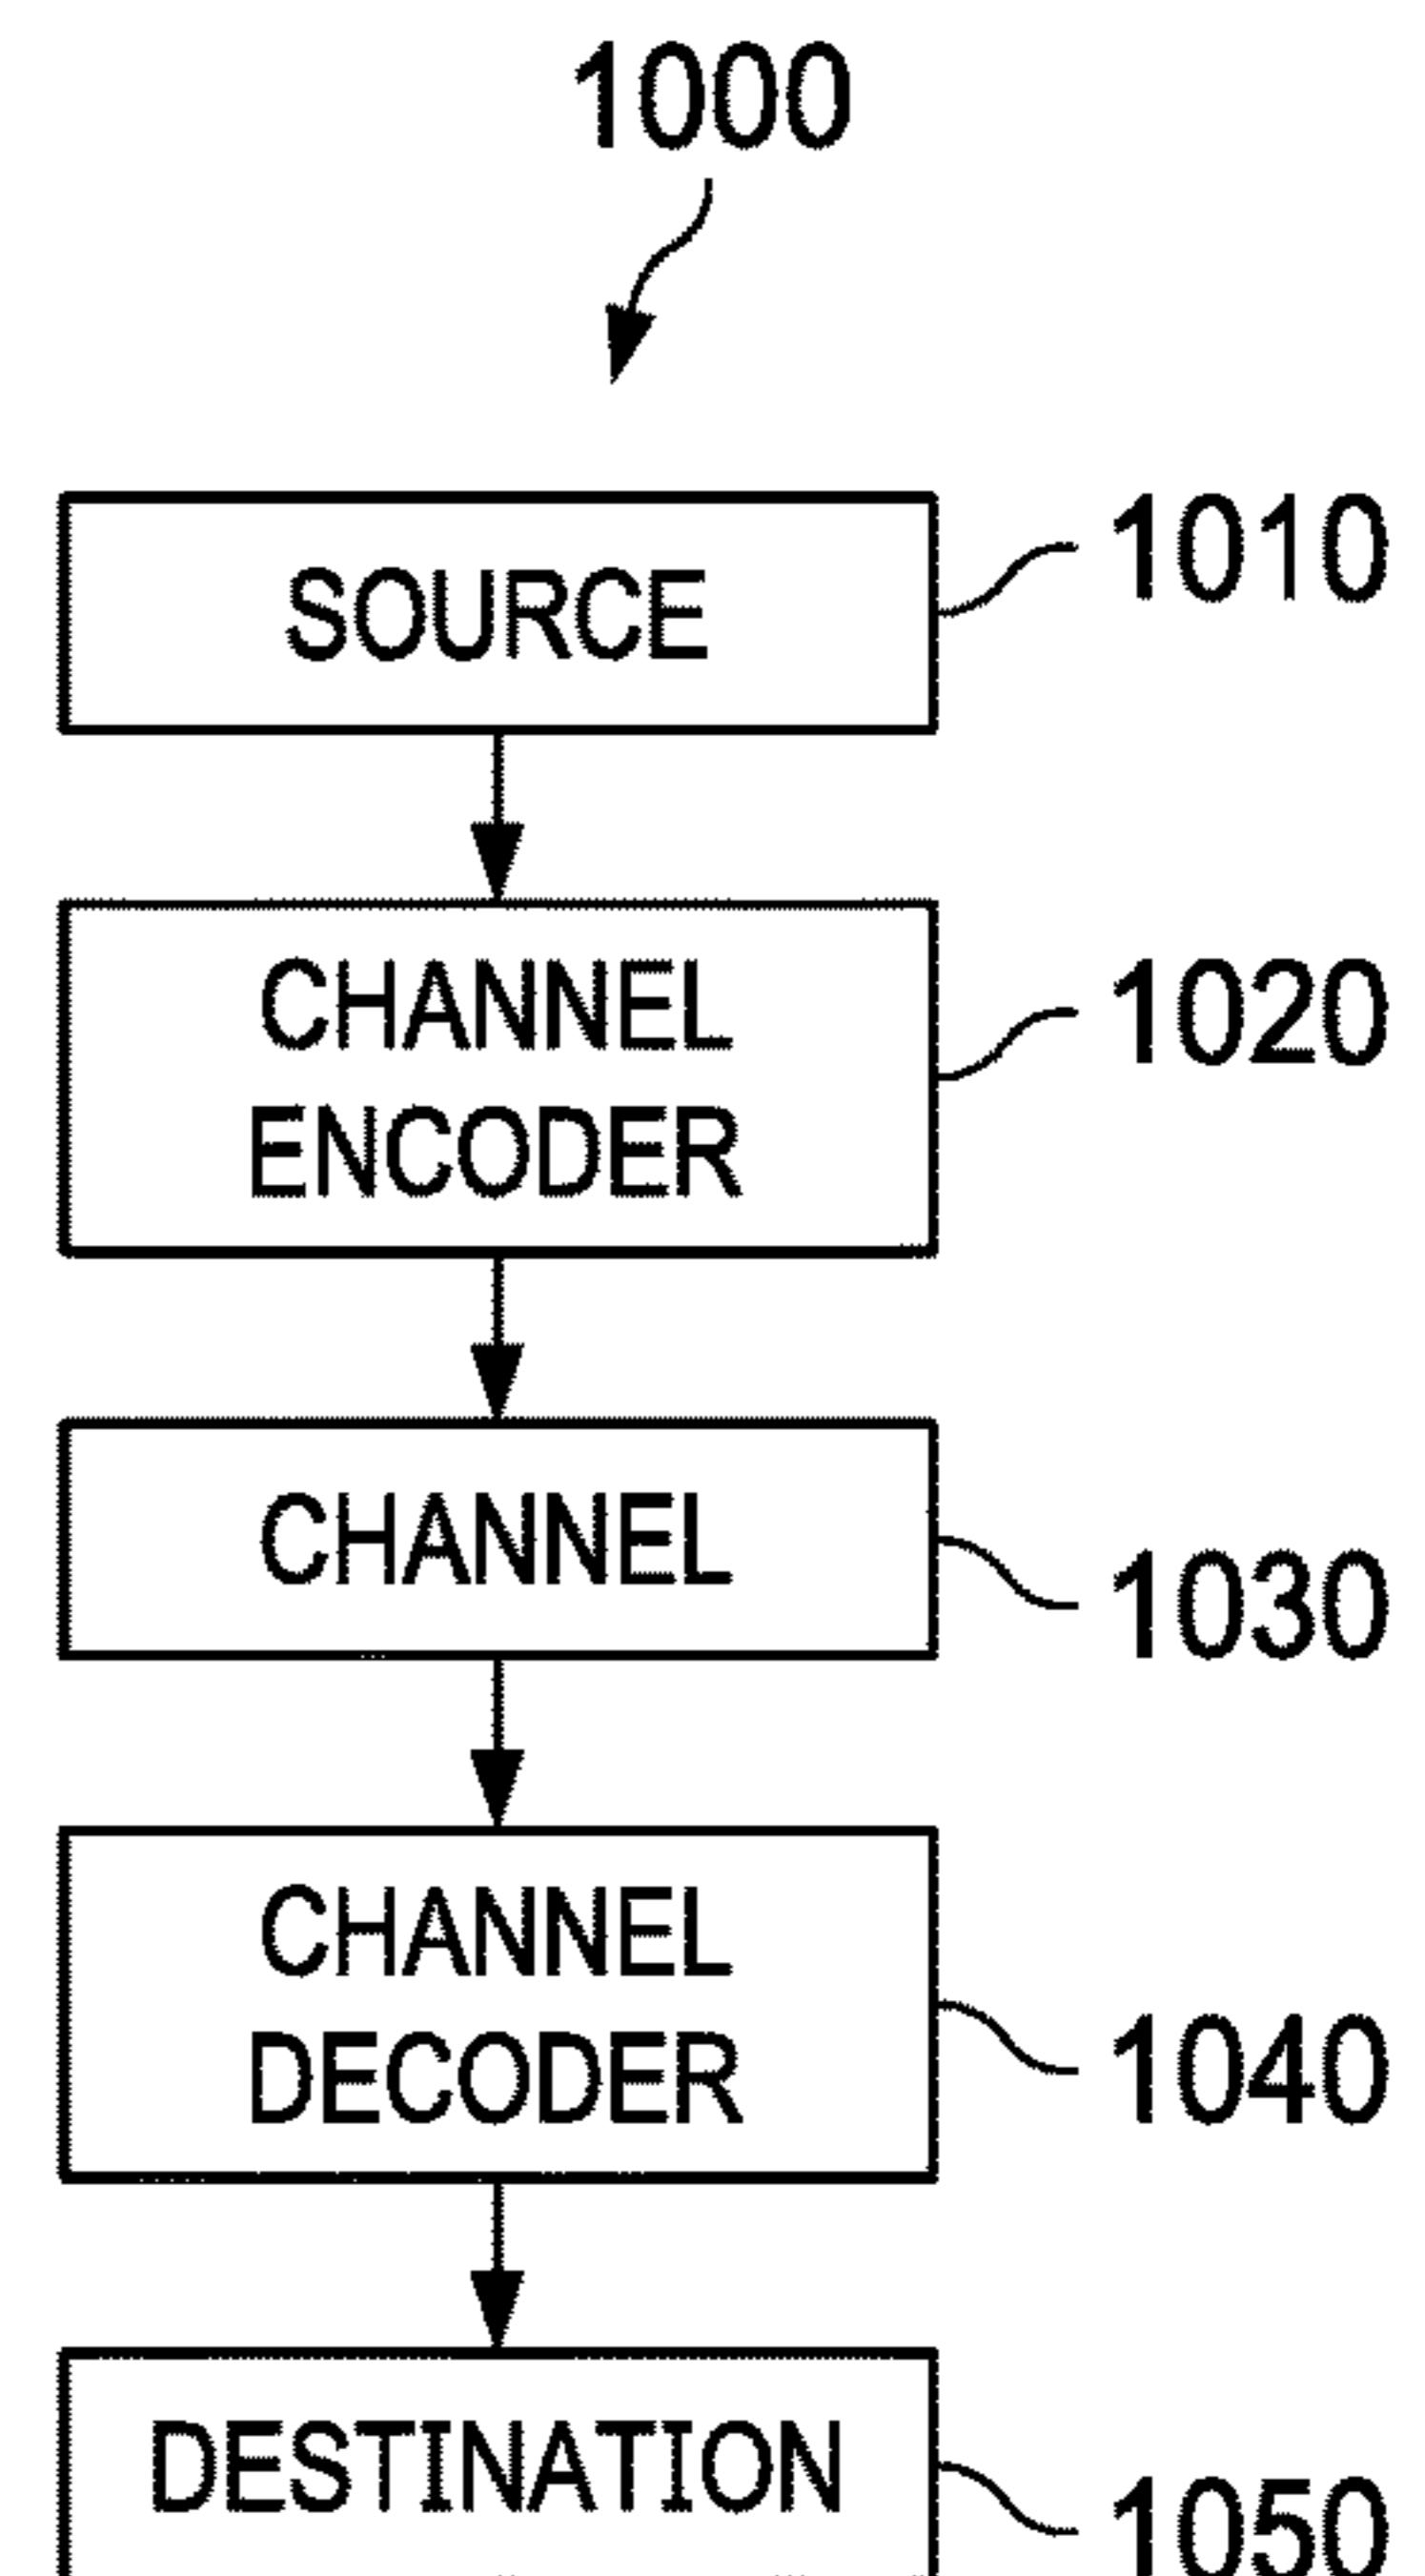 1000
SOURCE
1010
CHANNEL
ENCODER
1020
CHANNEL
1030
CHANNEL
DECODER
1040
DESTINATION
1050